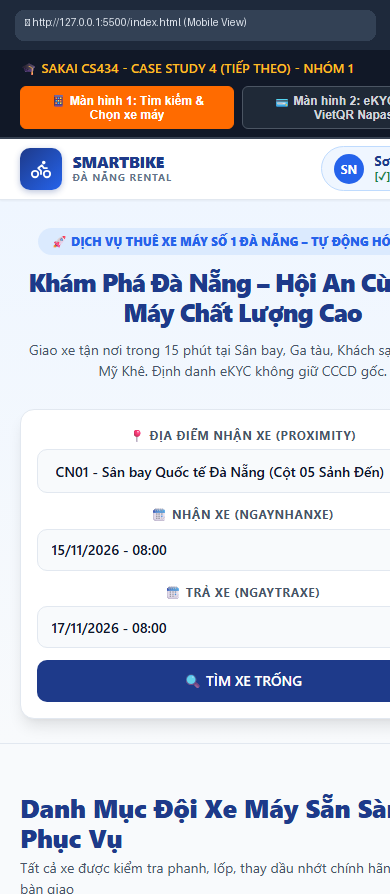 http://127.0.0.1:5500/index.html (Mobile View)
SAKAI CS434 - CASE STUDY 4 (TIẾP THEO) - NHÓM 1
Màn hình 1: Tìm kiếm &
Chọn xe máy
Màn hình 2: eKYC
VietQR Napas
SMARTBIKE
ĐÀ NẴNG RENTAL
SN
[✓]
DỊCH VỤ THUÊ XE MÁY SỐ 1 ĐÀ NẴNG – TỰ ĐỘNG HÓ
Khám Phá Đà Nẵng – Hội An Cù
Máy Chất Lượng Cao
Giao xe tận nơi trong 15 phút tại Sân bay, Ga tàu, Khách sạ
Mỹ Khê. Định danh eKYC không giữ CCCD gốc.
ĐỊA ĐIỂM NHẬN XE (PROXIMITY)
CN01 - Sân bay Quốc tế Đà Nẵng (Cột 05 Sảnh Đến)
NHẬN XE (NGAYNHANXE)
15/11/2026 - 08:00
TRẢ XE (NGAYTRAXE)
17/11/2026 - 08:00
TÌM XE TRỐNG
Danh Mục Đội Xe Máy Sẵn Sàn
Phục Vụ
Tất cả xe được kiểm tra phanh, lốp, thay dầu nhớt chính hãn
bàn giao